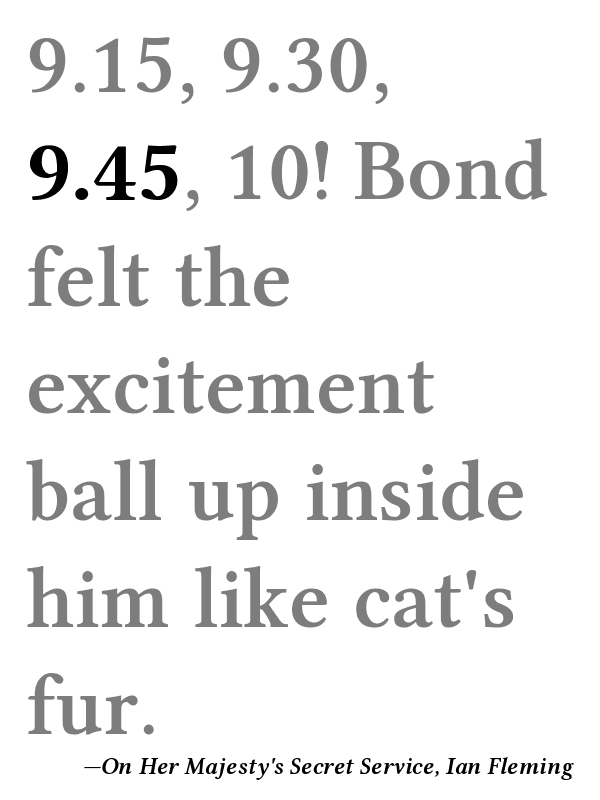 9.15, 9.30,
9.45, 10! Bond
felt the
excitement
ball up inside
him like cat's
fur.
—On Her Majesty's Secret Service, Ian Fleming